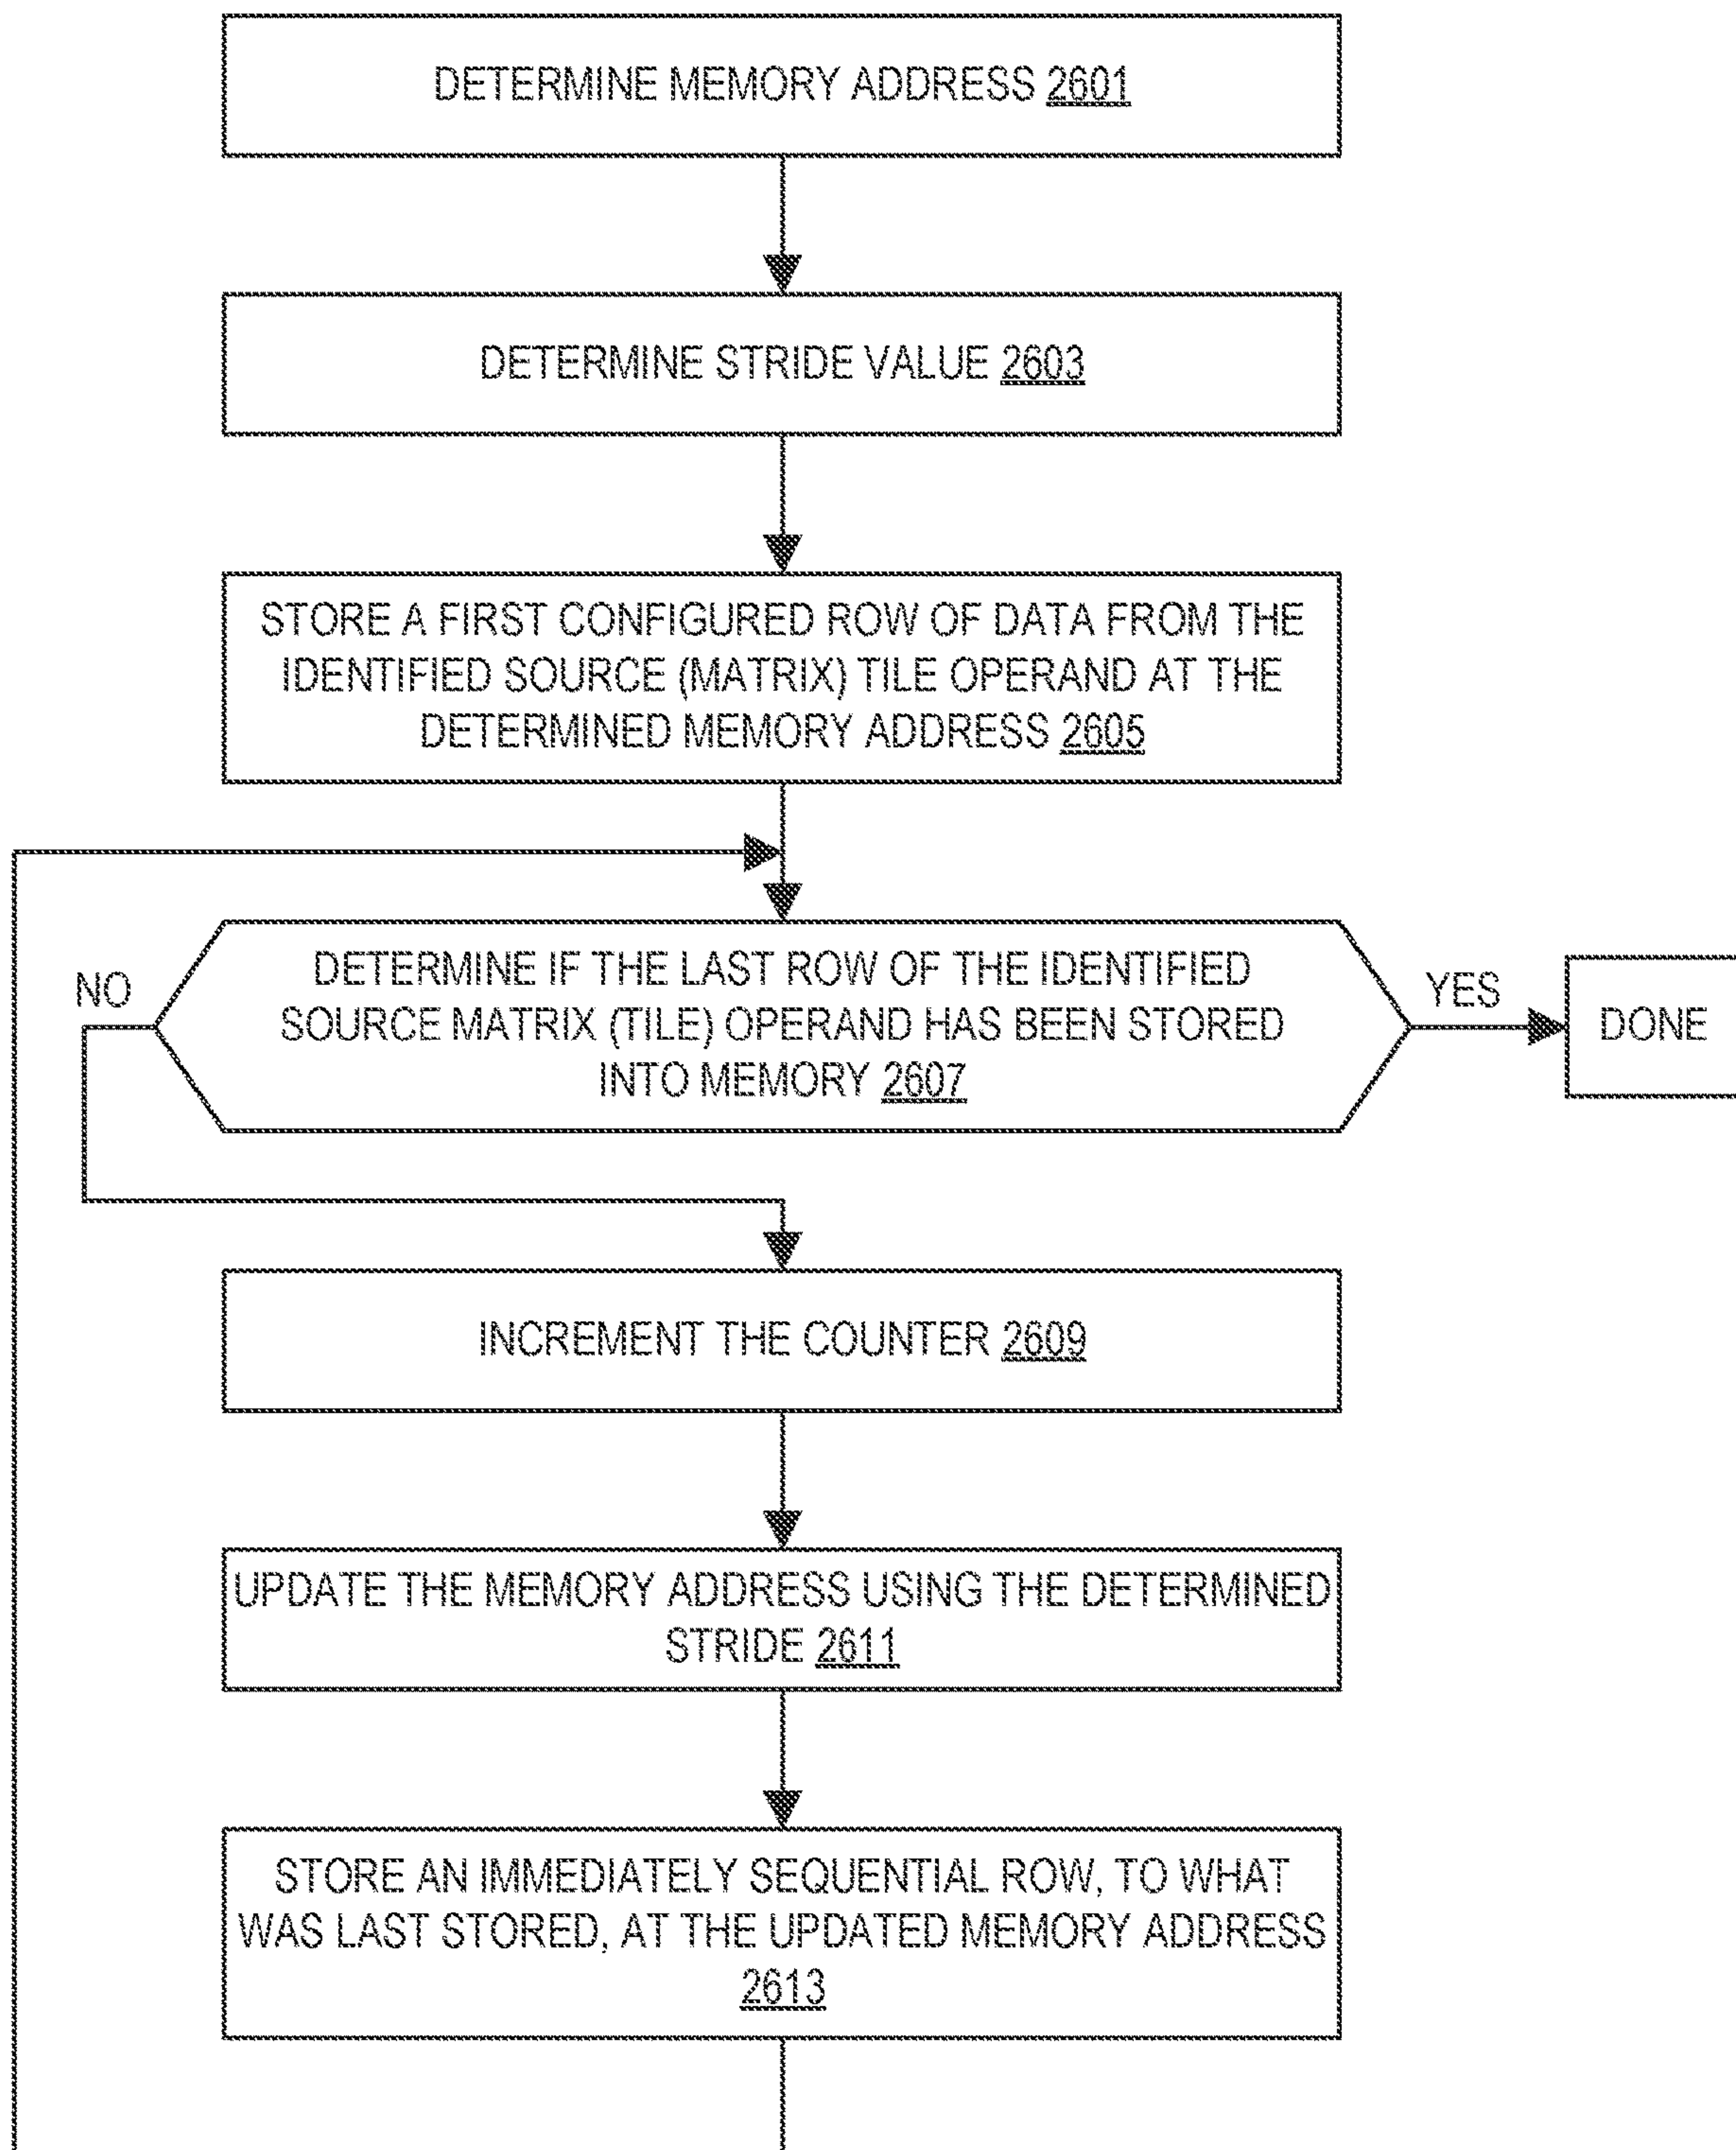 DETERMINE MEMORY ADDRESS 2601
DETERMINE STRIDE VALUE 2603
STORE A FIRST CONFIGURED ROW OF DATA FROM THE
IDENTIFIED SOURCE (MATRIX) TILE OPERAND AT THE
DETERMINED MEMORY ADDRESS 2605
NO
DETERMINE IF THE LAST ROW OF THE IDENTIFIED
SOURCE MATRIX (TILE) OPERAND HAS BEEN STORED
INTO MEMORY 2607
YES
DONE
INCREMENT THE COUNTER 2609
UPDATE THE MEMORY ADDRESS USING THE DETERMINED
STRIDE 2611
STORE AN IMMEDIATELY SEQUENTIAL ROW, TO WHAT
WAS LAST STORED, AT THE UPDATED MEMORY ADDRESS
2613